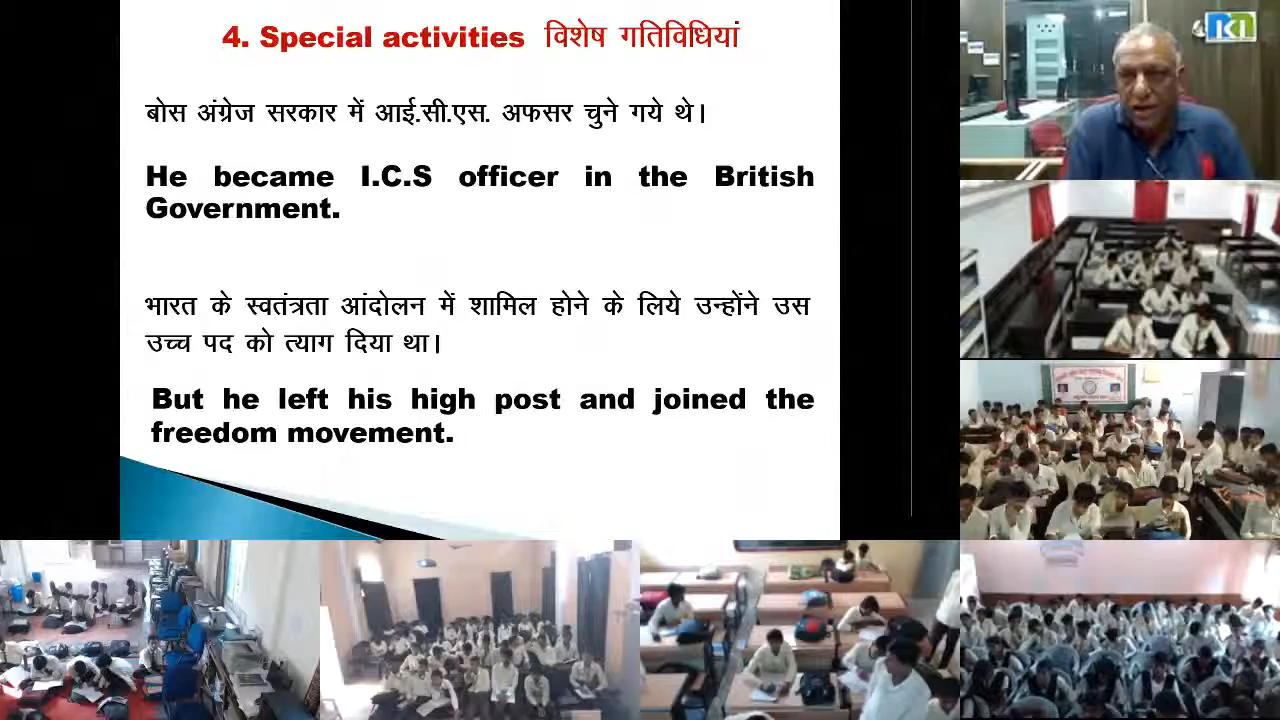 4. Special activities विशेष गतिविधियां
बोस अंग्रेज सरकार में आई.सी.एस. अफसर चुने गये थे।
He became I.C.S officer in the British
Government.
भारत के स्वतंत्रता आंदोलन में शामिल होने के लिये उन्होंने उस
उच्च पद को त्याग दिया था।
But he left his high post and joined the
freedom movement.